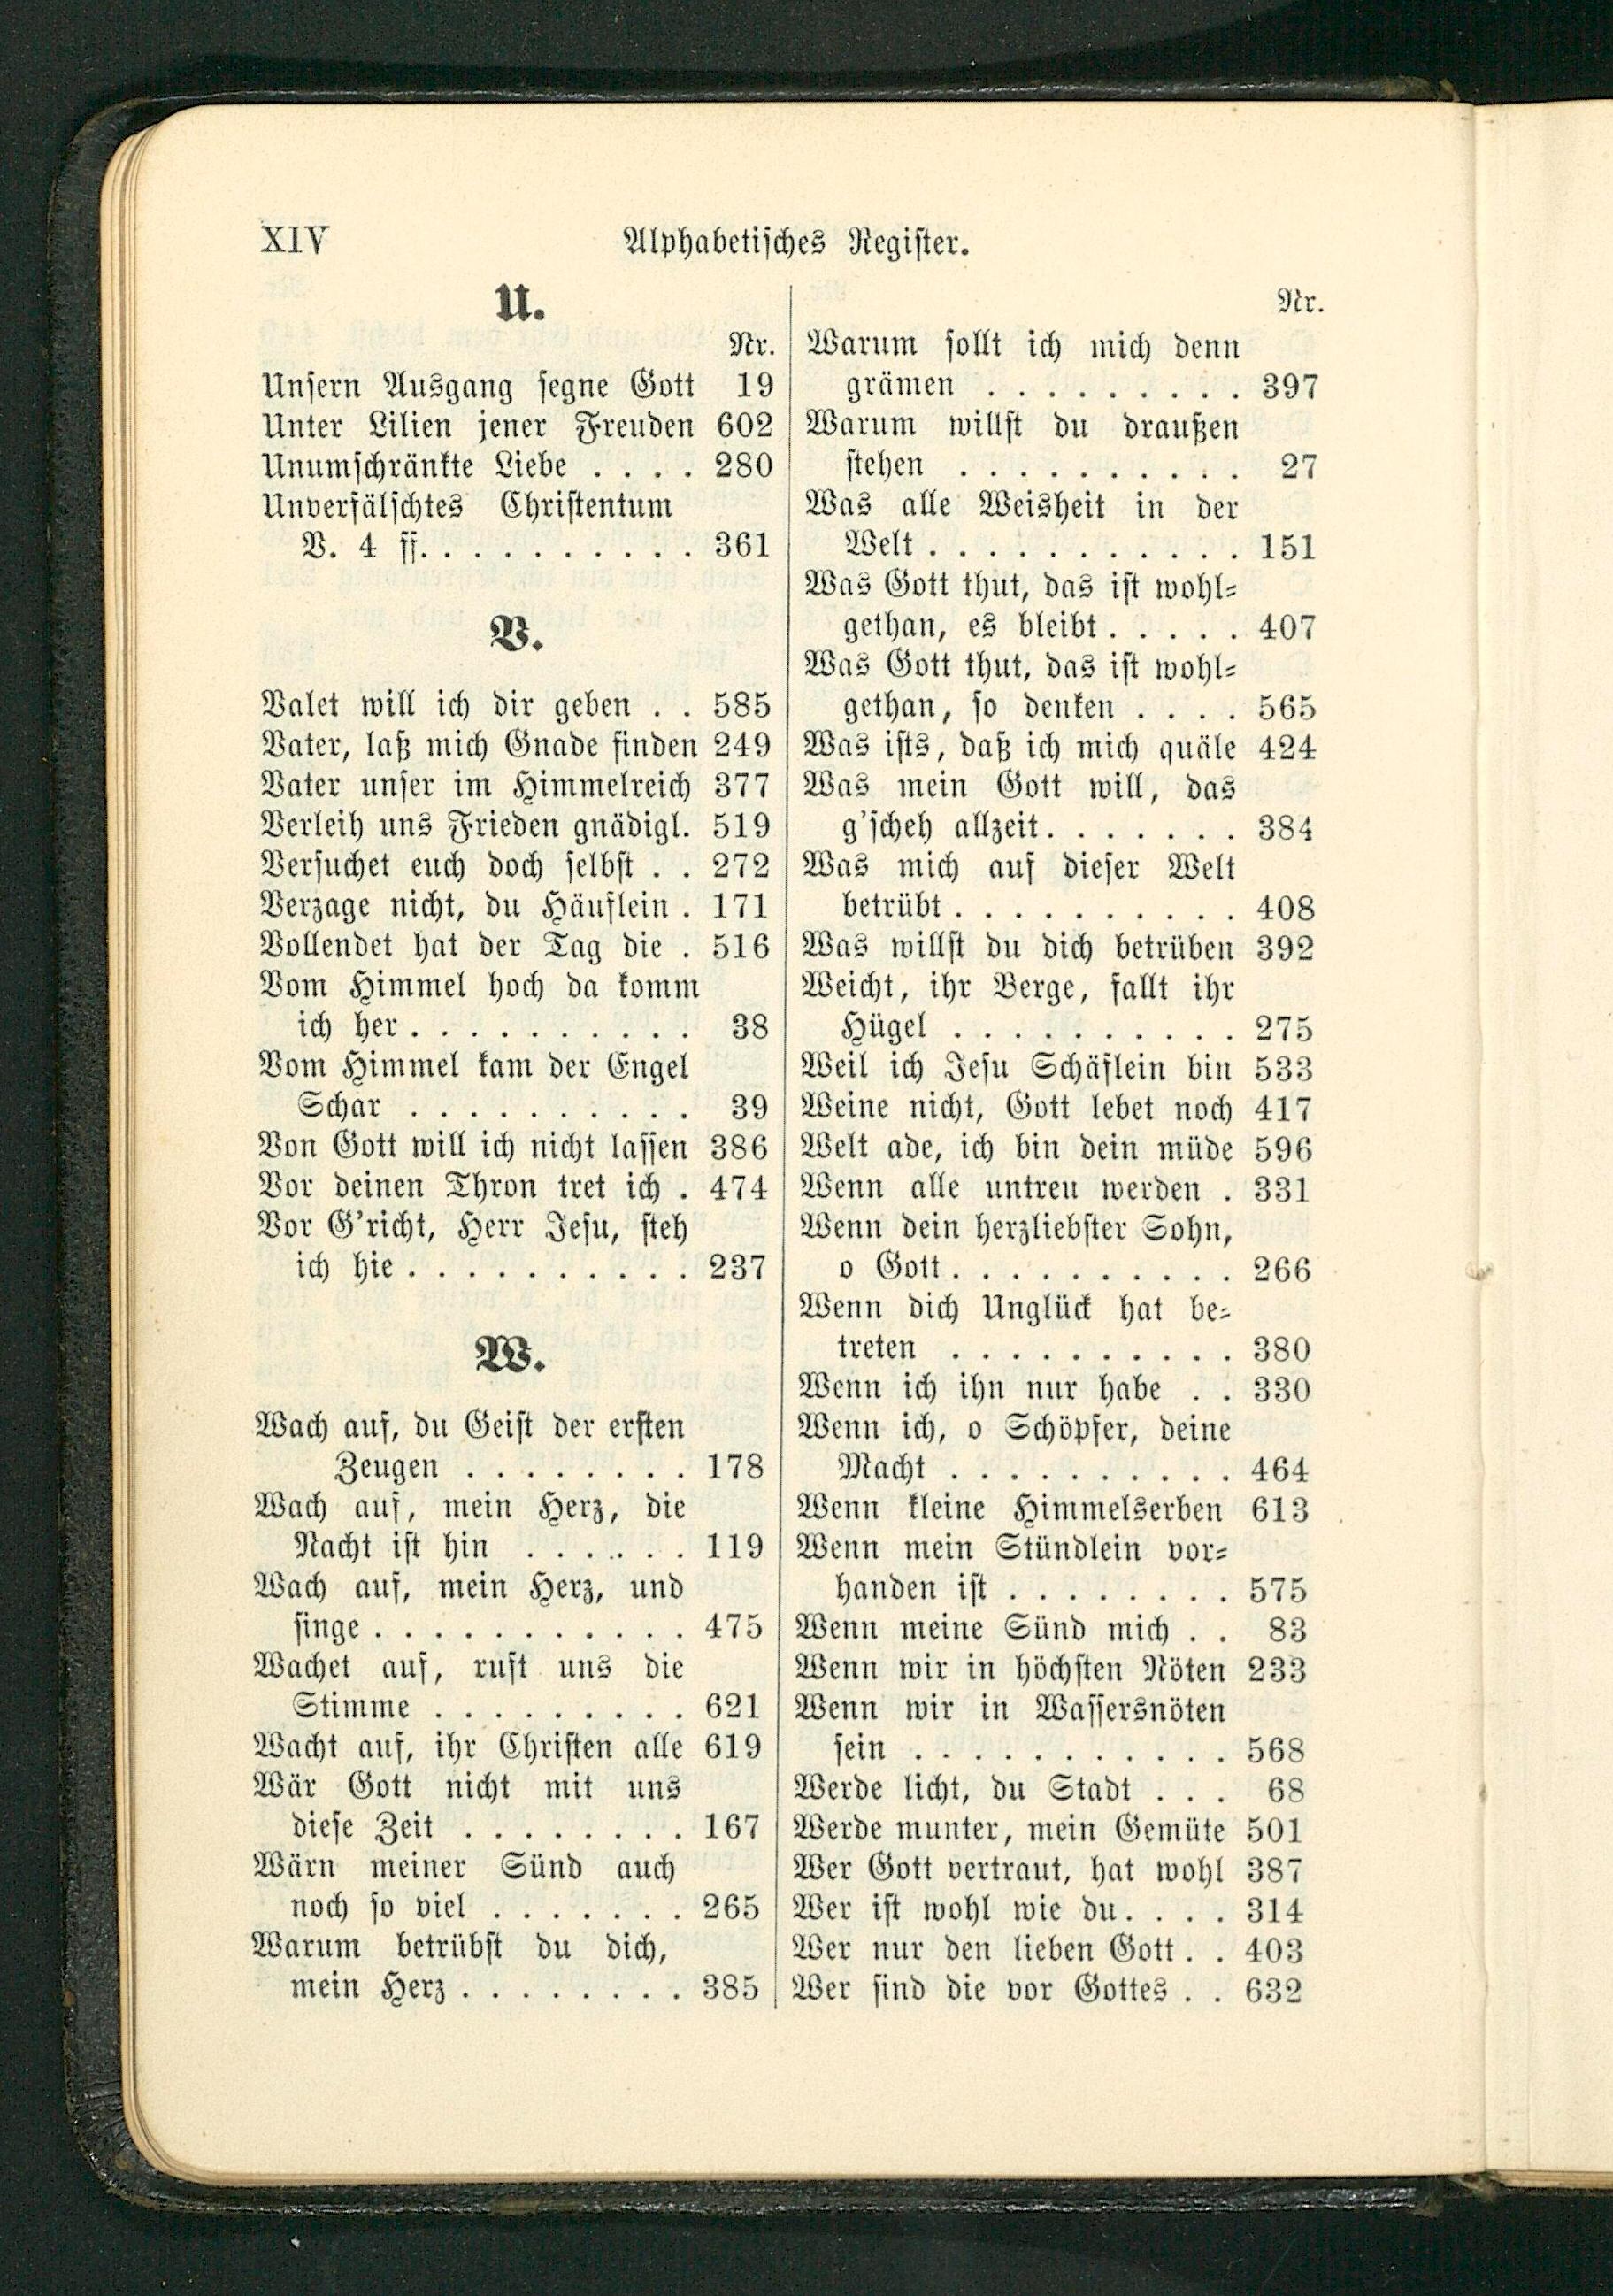 XIV
Alphabetisches Register.
U.
Nr.
Unsern Ausgang segne Gott 19
Unter Lilien jener Freuden 602
Unumschränkte Liebe . . . . 280
Unverfälschtes Christentum
V. 4 ff. . . . . . . . . . 361
V.
Valet will ich dir geben . . 585
Vater, laß mich Gnade finden 249
Vater unser im Himmelreich 377
Verleih uns Frieden gnädigl. 519
Versuchet euch doch selbst . . 272
Verzage nicht, du Häuflein . 171
Vollendet hat der Tag die . 516
Vom Himmel hoch da komm
ich her . . . . . . . . . . 38
Vom Himmel kam der Engel
Schar . . . . . . . . . . 39
Von Gott will ich nicht lassen 386
Vor deinen Thron tret ich . 474
Vor G'richt, Herr Jesu, steh
ich hie . . . . . . . . . . 237
W.
Wach auf, du Geist der ersten
Zeugen . . . . . . . . 178
Wach auf, mein Herz, die
Nacht ist hin . . . . . . 119
Wach auf, mein Herz, und
singe . . . . . . . . . . . 475
Wachet auf, ruft uns die
Stimme . . . . . . . . . 621
Wacht auf, ihr Christen alle 619
Wär Gott nicht mit uns
diese Zeit . . . . . . . . 167
Wärn meiner Sünd auch
noch so viel . . . . . . . 265
Warum betrübst du dich,
mein Herz . . . . . . . . 385
Nr.
Warum sollt ich mich denn
grämen . . . . . . . . . 397
Warum willst du draußen
stehen . . . . . . . . . . 27
Was alle Weisheit in der
Welt . . . . . . . . . . . 151
Was Gott thut, das ist wohl-
gethan, es bleibt . . . . . 407
Was Gott thut, das ist wohl-
gethan, so denken . . . . 565
Was ists, daß ich mich quäle 424
Was mein Gott will, das
g'scheh allzeit . . . . . . . 384
Was mich auf dieser Welt
betrübt . . . . . . . . . . 408
Was willst du dich betrüben 392
Weicht, ihr Berge, fallt ihr
Hügel . . . . . . . . . . 275
Weil ich Jesu Schäflein bin 533
Weine nicht, Gott lebet noch 417
Welt ade, ich bin dein müde 596
Wenn alle untreu werden . 331
Wenn dein herzliebster Sohn,
o Gott . . . . . . . . . . 266
Wenn dich Unglück hat be-
treten . . . . . . . . . . 380
Wenn ich ihn nur habe . . 330
Wenn ich, o Schöpfer, deine
Macht . . . . . . . . . . 464
Wenn kleine Himmelserben 613
Wenn mein Stündlein vor-
handen ist . . . . . . . . 575
Wenn meine Sünd mich . . 83
Wenn wir in höchsten Nöten 233
Wenn wir in Wassersnöten
sein . . . . . . . . . . . 568
Werde licht, du Stadt . . . 68
Werde munter, mein Gemüte 501
Wer Gott vertraut, hat wohl 387
Wer ist wohl wie du . . . . 314
Wer nur den lieben Gott . . 403
Wer sind die vor Gottes . . 632